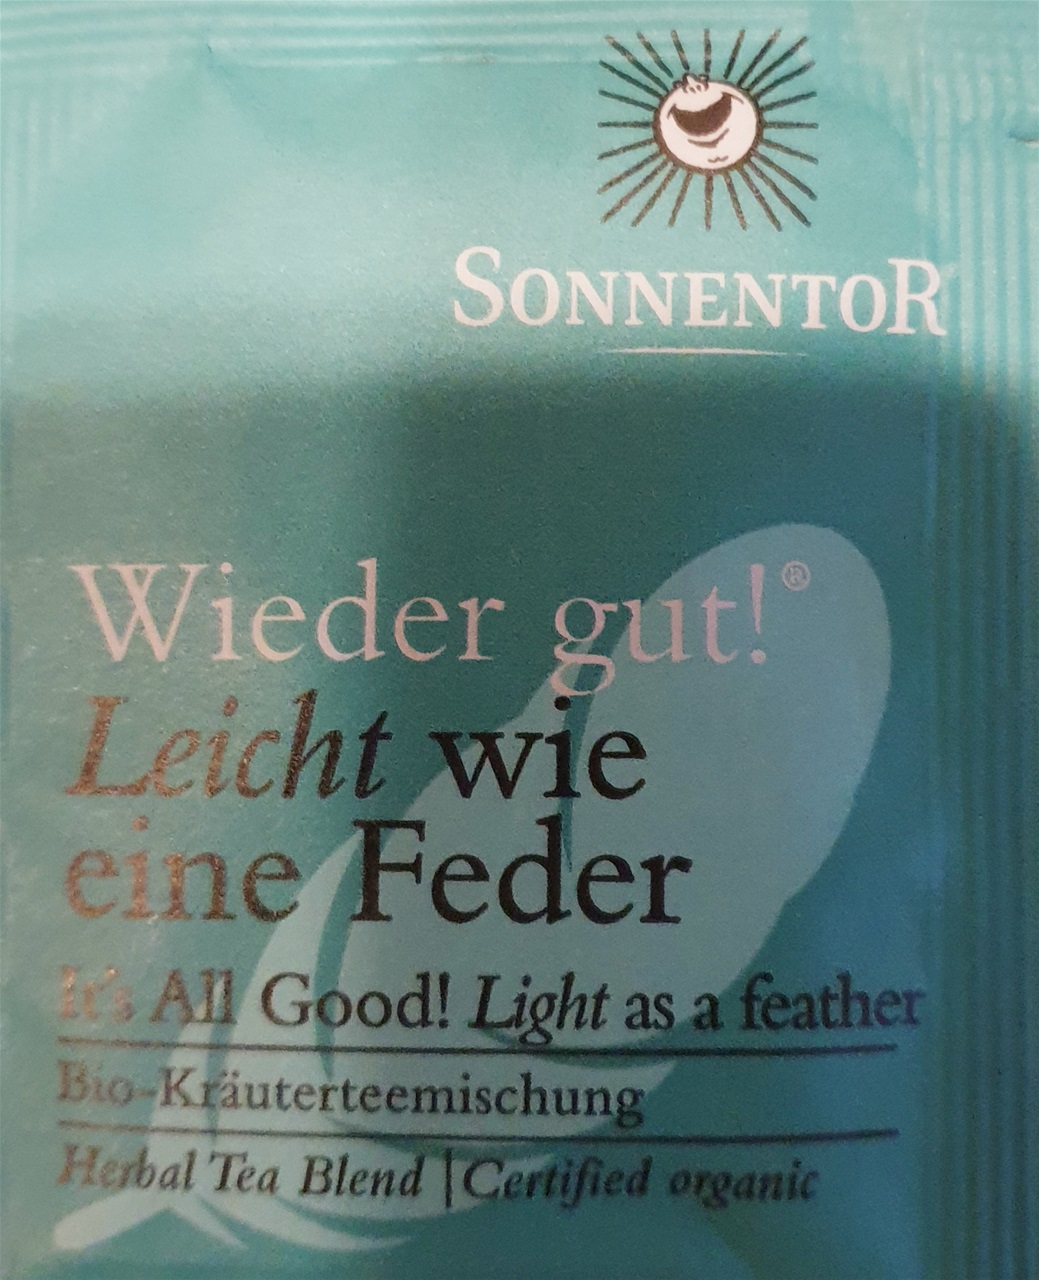 SONNENTOR
Wieder gut!®
Leicht wie
eine Feder
It's All Good! Light as a feather
Bio-Kräuterteemischung
Herbal Tea Blend | Certified organic